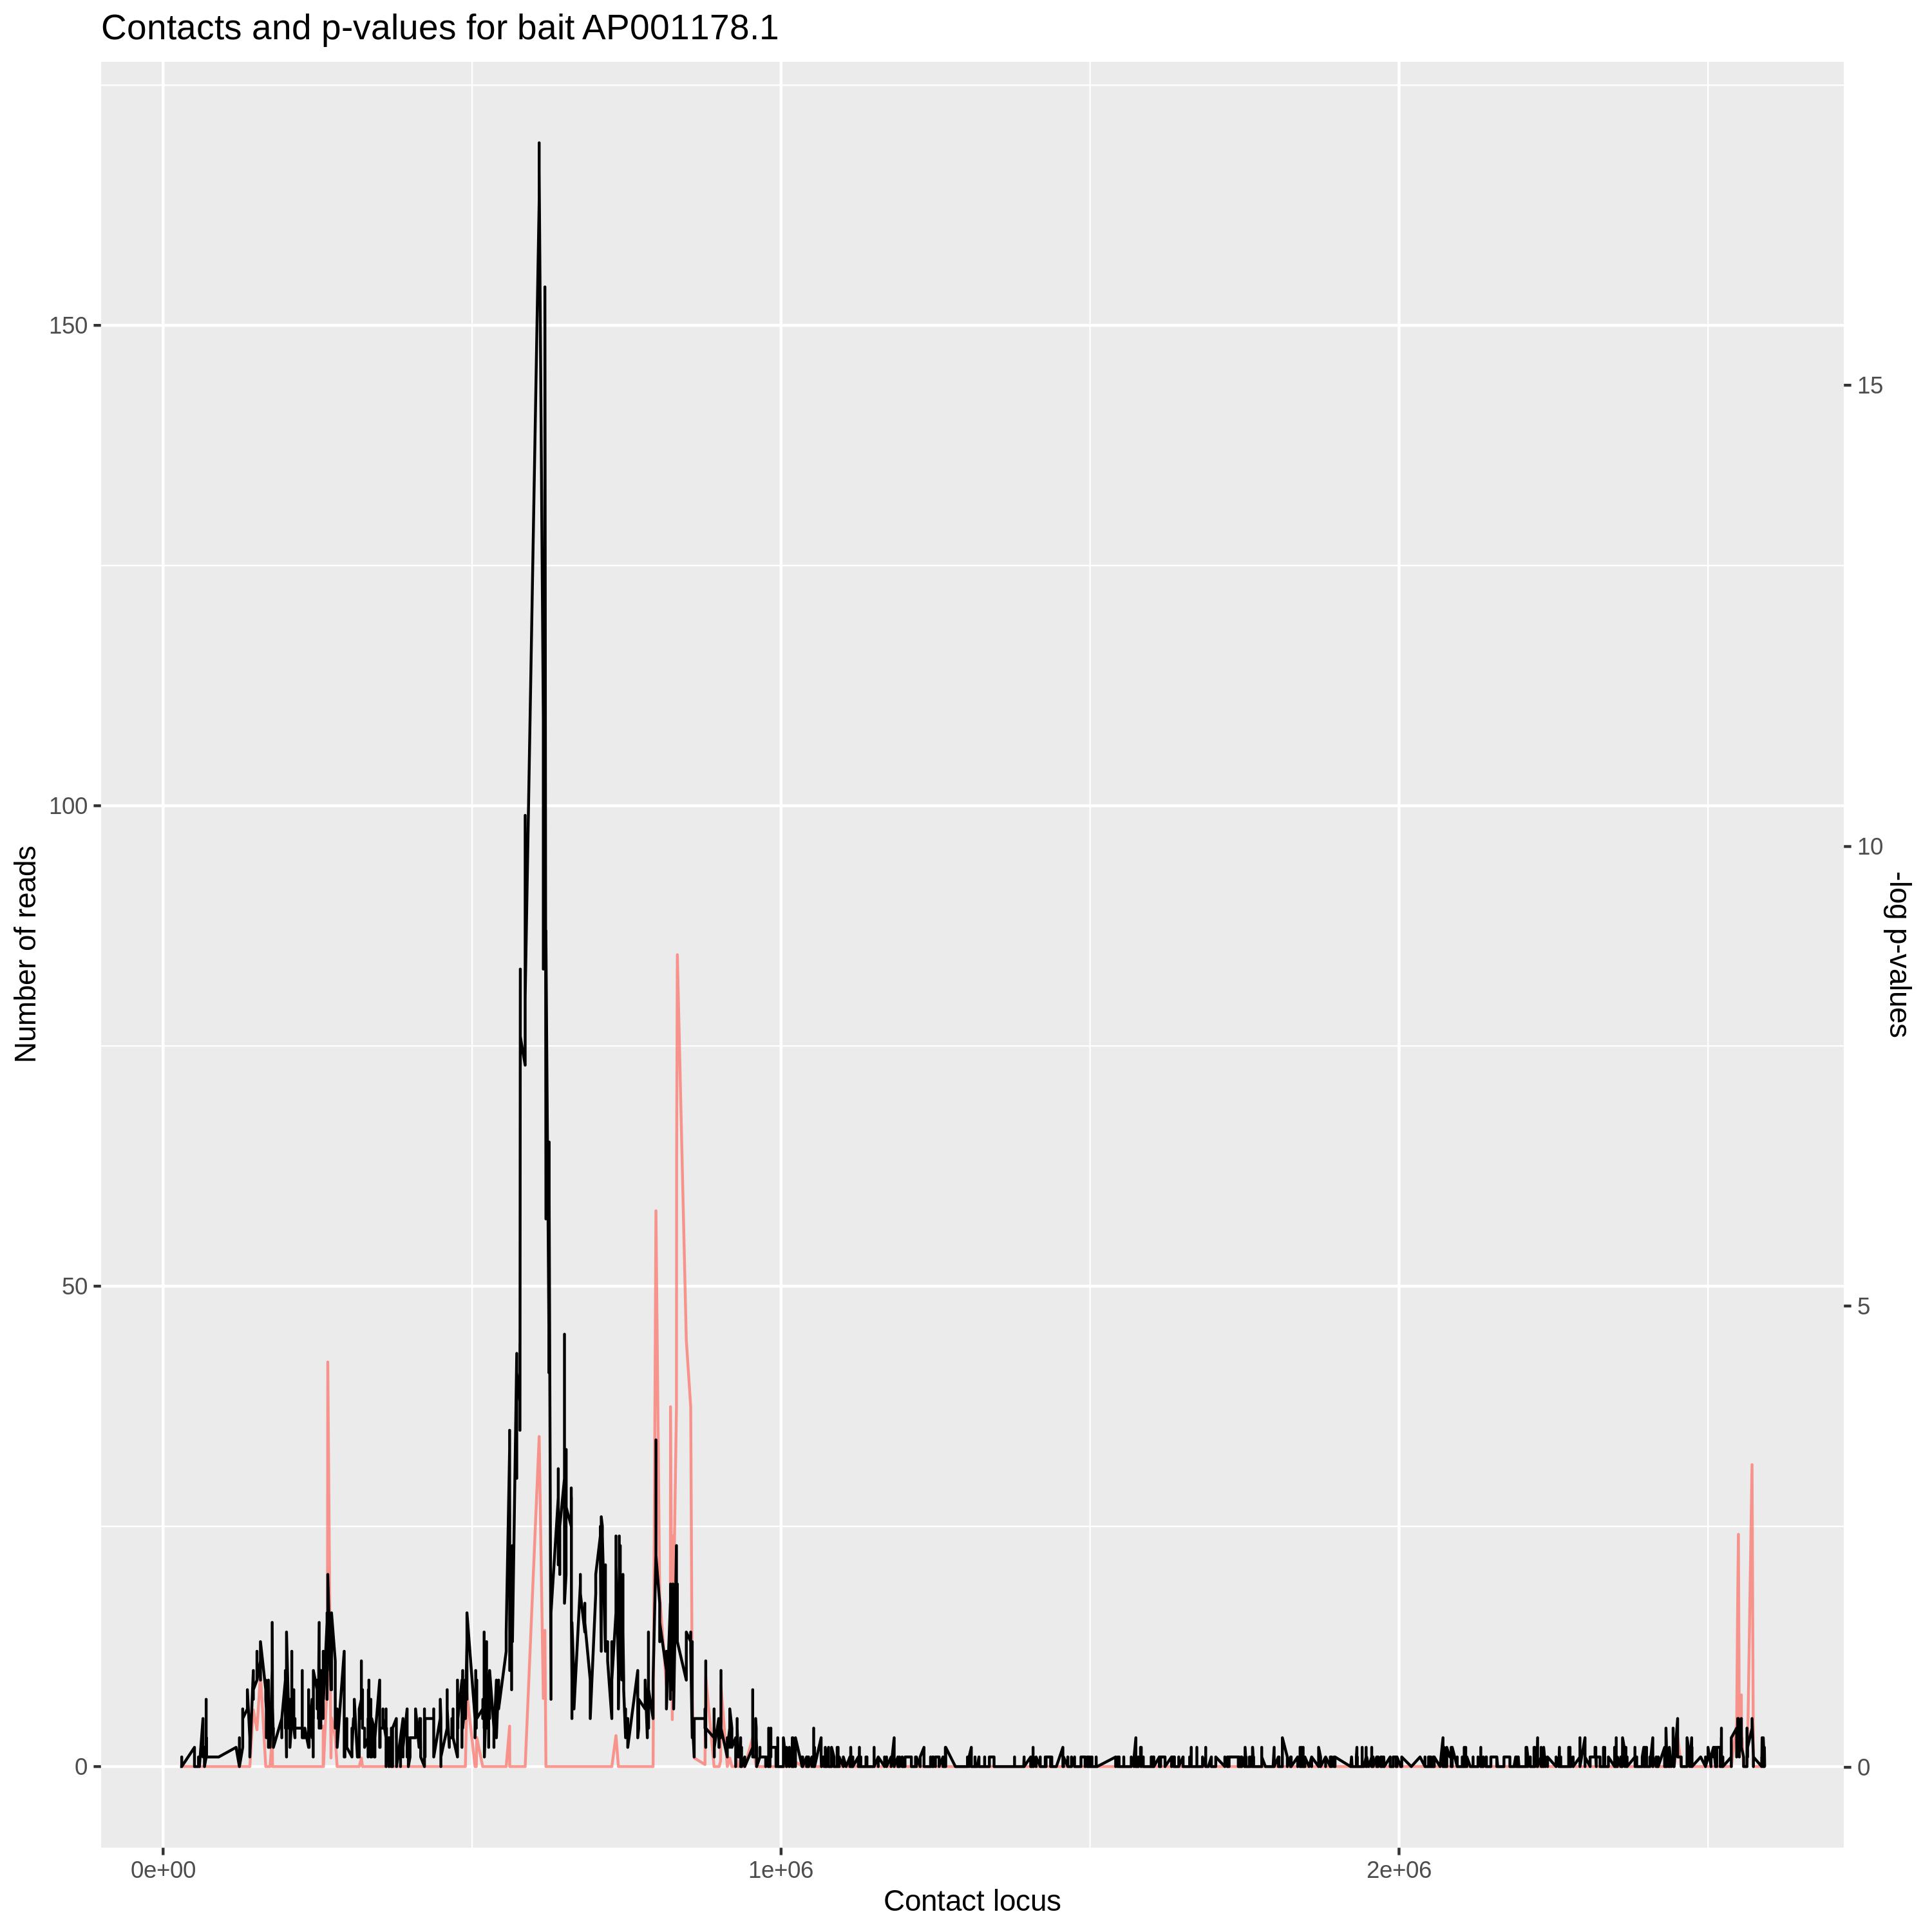 Contacts and p-values for bait AP001178.1
150
100
50
0
15
10
5
0
Number of reads
-log p-values
0e+00
1e+06
2e+06
Contact locus